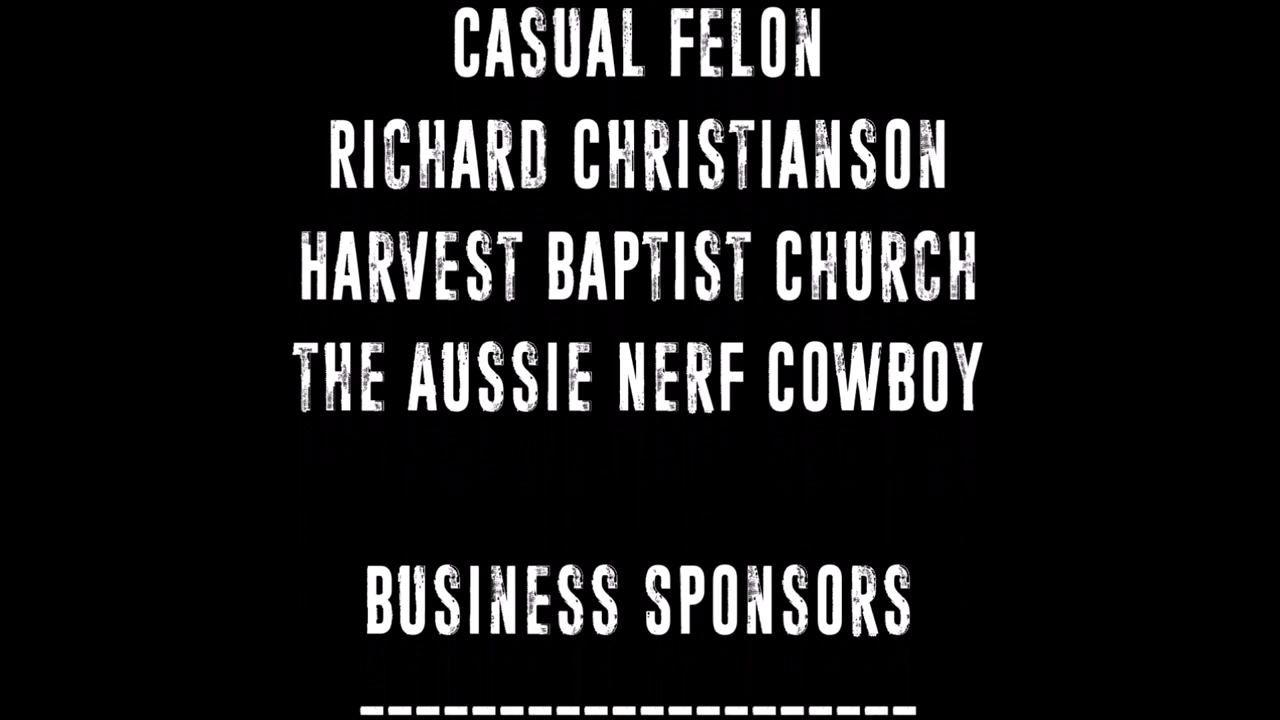 CASUAL FELON
RICHARD CHRISTIANSON
HARVEST BAPTIST CHURCH
THE AUSSIE NERF COWBOY
BUSINESS SPONSORS
--------------------